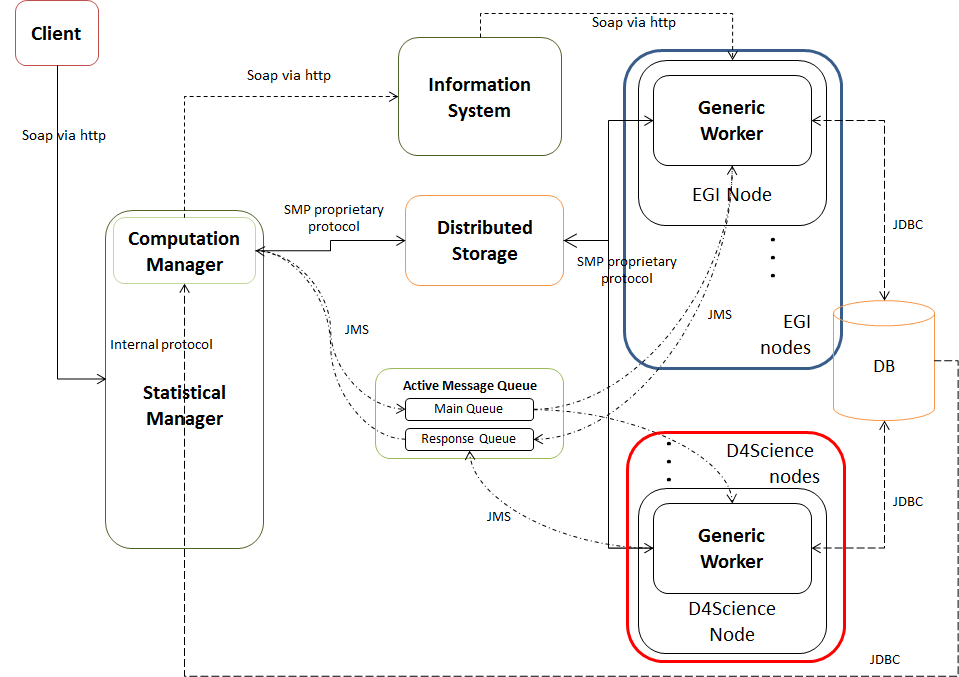 Client
Soap via http
Soap via http
Soap via http
Information
System
Generic
Worker
EGI Node
EGI
nodes
JDBC
Computation
Manager
SMP proprietary
protocol
Distributed
Storage
SMP proprietary
protocol
JMS
JMS
Internal protocol
Statistical
Manager
Active Message Queue
Main Queue
Response Queue
JMS
DB
D4Science
nodes
Generic
Worker
D4Science
Node
JDBC
JDBC